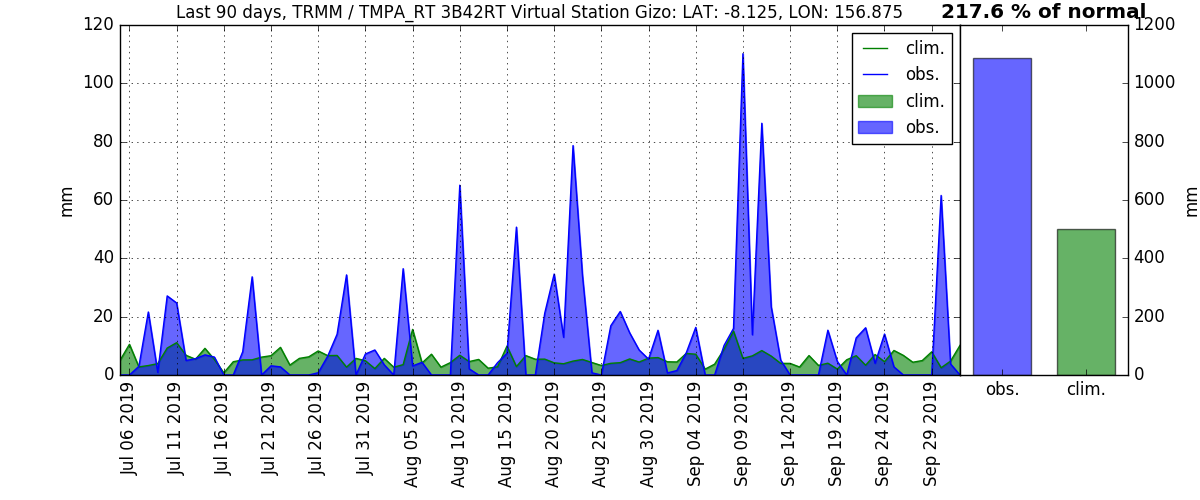 Last 90 days, TRMM / TMPA_RT 3B42RT Virtual Station Gizo: LAT: -8.125, LON: 156.875
217.6 % of normal
120
100
80
60
40
20
0
mm
clim.
obs.
clim.
obs.
Jul 06 2019
Jul 11 2019
Jul 16 2019
Jul 21 2019
Jul 26 2019
Jul 31 2019
Aug 05 2019
Aug 10 2019
Aug 15 2019
Aug 20 2019
Aug 25 2019
Aug 30 2019
Sep 04 2019
Sep 09 2019
Sep 14 2019
Sep 19 2019
Sep 24 2019
Sep 29 2019
1200
1000
800
600
400
200
0
mm
obs.
clim.